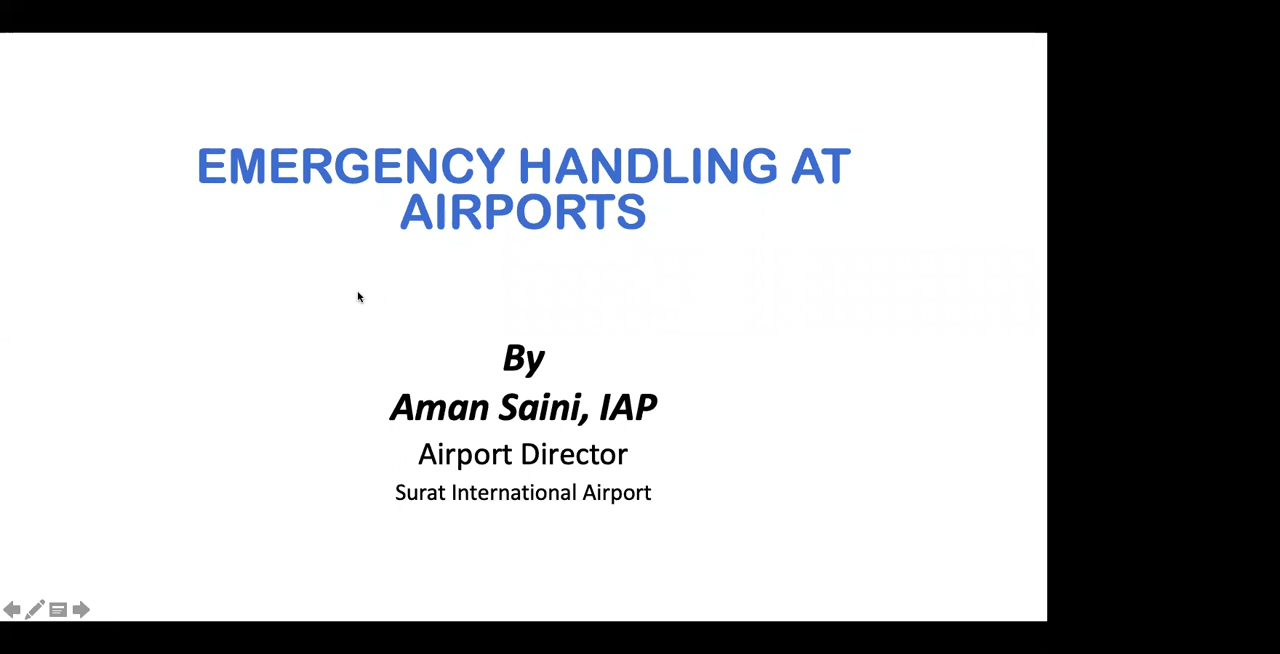 EMERGENCY HANDLING AT
AIRPORTS
By
Aman Saini, IAP
Airport Director
Surat International Airport